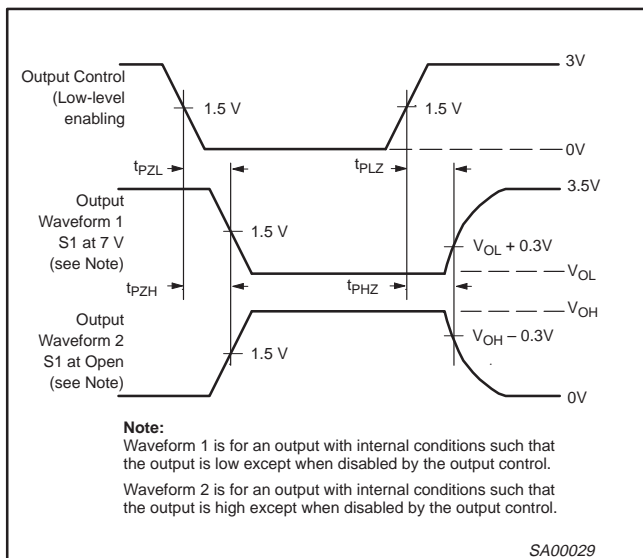 Output Control
(Low-level
enabling
1.5 V
1.5 V
3V
0V
tPZL
tPLZ
Output
Waveform 1
S1 at 7 V
(see Note)
1.5 V
3.5V
VOL + 0.3V
VOL
tPZH
tPHZ
VOH
Output
Waveform 2
S1 at Open
(see Note)
1.5 V
VOH – 0.3V
0V
Note:
Waveform 1 is for an output with internal conditions such that
the output is low except when disabled by the output control.
Waveform 2 is for an output with internal conditions such that
the output is high except when disabled by the output control.
SA00029